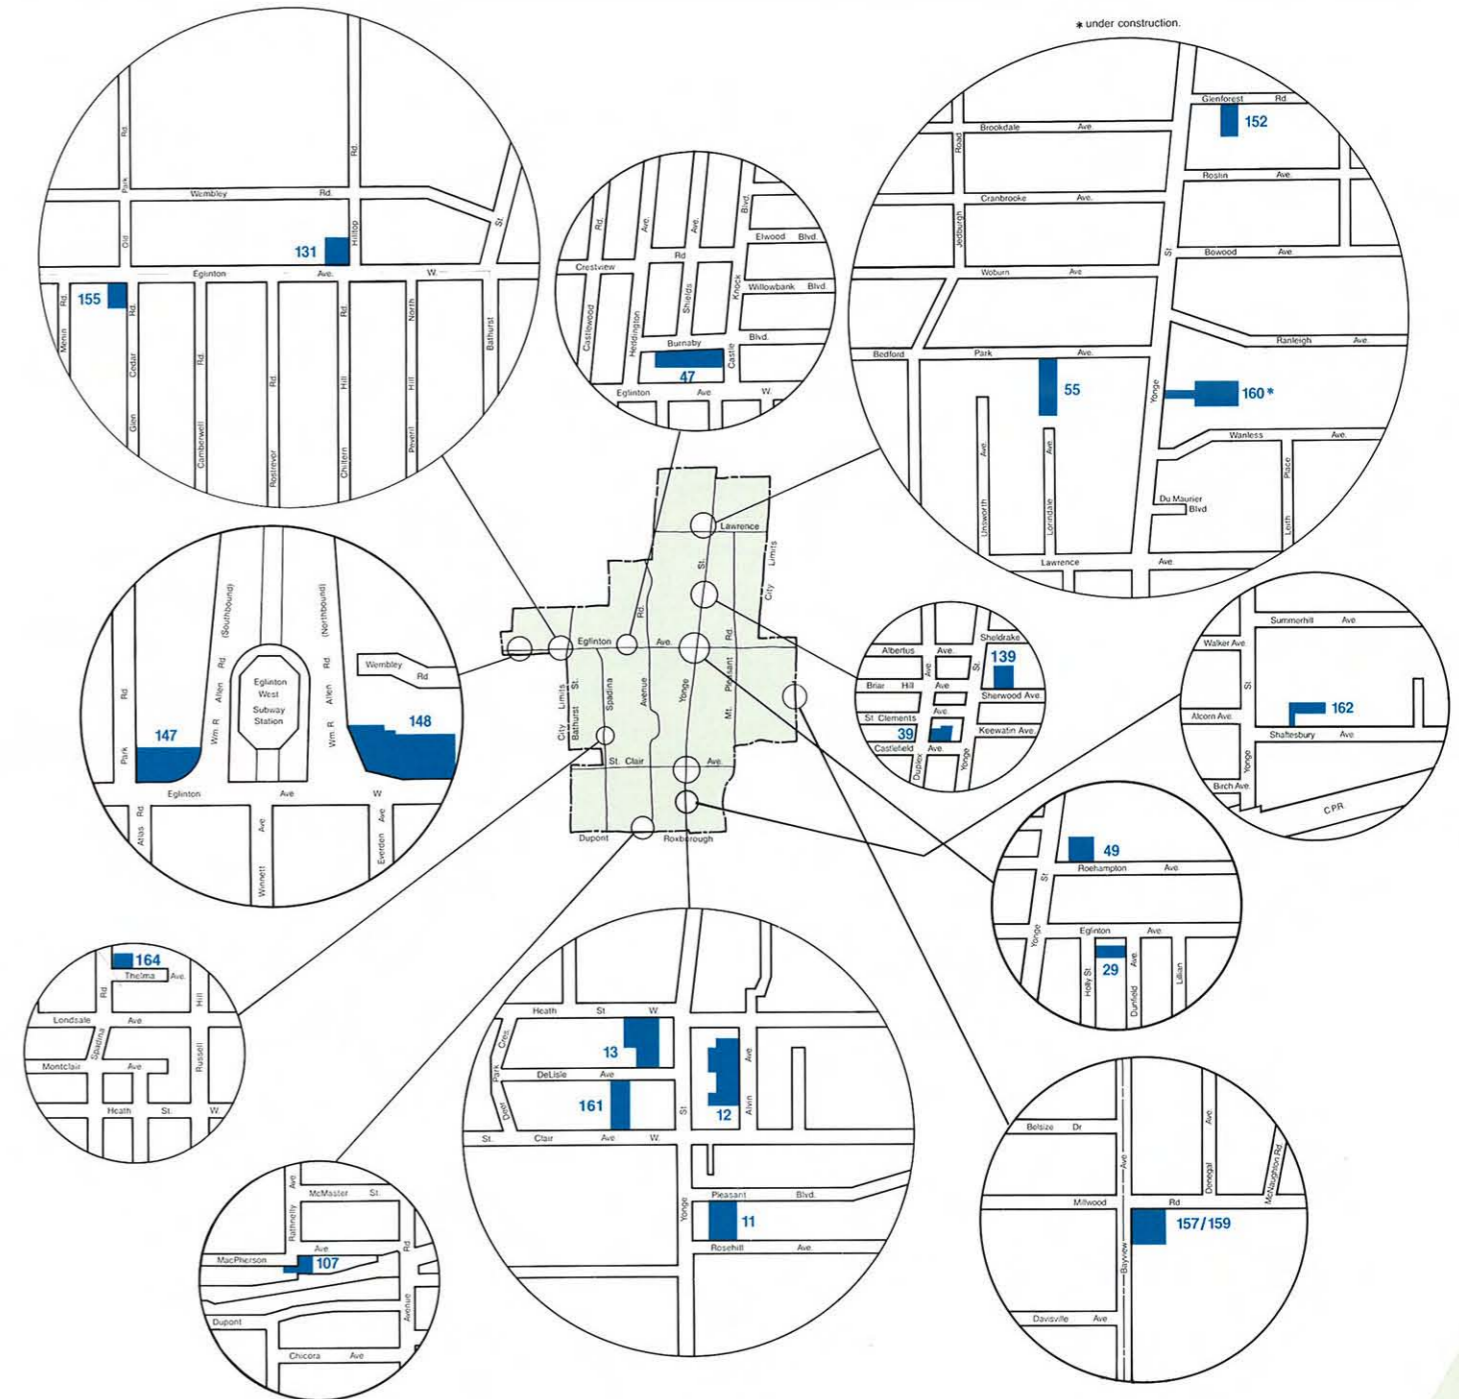 * under construction.
Park Rd.
Old
Wembley Rd.
Hilltop Rd.
St.
131
Eglinton Ave. W.
155
Menin Rd.
Glen Cedar Rd.
Camberwell Rd.
Rostrevor Rd.
Chiltern Hill Rd.
Peveril Hill North
Bathurst
Castlewood Rd.
Heddington Ave.
Shields Ave.
Castle Knock Blvd.
Elwood Blvd.
Crestview Rd
Willowbank Blvd.
Burnaby Blvd.
47
Eglinton Ave W.
Glenforest Rd.
152
Brookdale Ave.
Jedburgh Road
Roslin Ave.
Cranbrooke Ave.
Bowood Ave.
Woburn Ave
Yonge St.
Ranleigh Ave.
Bedford Park Ave.
55
160 *
Wanless Ave.
Unsworth Ave.
Lorindale Ave.
Leith Place
Du Maurier
Blvd
Lawrence Ave.
Lawrence
City Limits
Yonge St.
Eglinton Ave.
Mt. Pleasant Rd.
City Limits
Bathurst St.
Spadina
Avenue Rd.
St. Clair Ave.
Dupont
Roxborough
Park Rd.
(Southbound)
Wm. R. Allen Rd.
(Northbound)
Wm. R. Allen Rd.
Eglinton
West
Subway
Station
Wembley
Rd
147
148
Eglinton Ave W
Atlas Rd.
Winnett Ave
Everden Ave
Sheldrake
Albertus Ave.
139
Briar Hill Ave
Sherwood Ave.
St Clements Ave.
39
Keewatin Ave.
Castlefield Ave.
Duplex Ave
Yonge St.
Summerhill Ave
Walker Ave
162
Alcorn Ave.
Shaftesbury Ave
Yonge St
Birch Ave.
C.P.R.
49
Roehampton Ave
Yonge St
Eglinton Ave
29
Holly St.
Dunfield Ave.
Lillian
164
Thelma Ave.
Spadina Rd
Lonsdale Ave.
Russell Hill
Montclair Ave
Heath St. W.
Heath St W.
Deer Park Cres.
13
DeLisle Ave
161
12
Alvin Ave
St. Clair Ave W.
Yonge St
Pleasant Blvd.
11
Rosehill Ave.
McMaster St.
Rathnelly Ave
MacPherson Ave.
107
Dupont
Avenue Rd.
Chicora Ave
Belsize Dr
Bayview Ave
Donegal Ave.
McNaughton Rd.
Millwood Rd
157/159
Davisville Ave